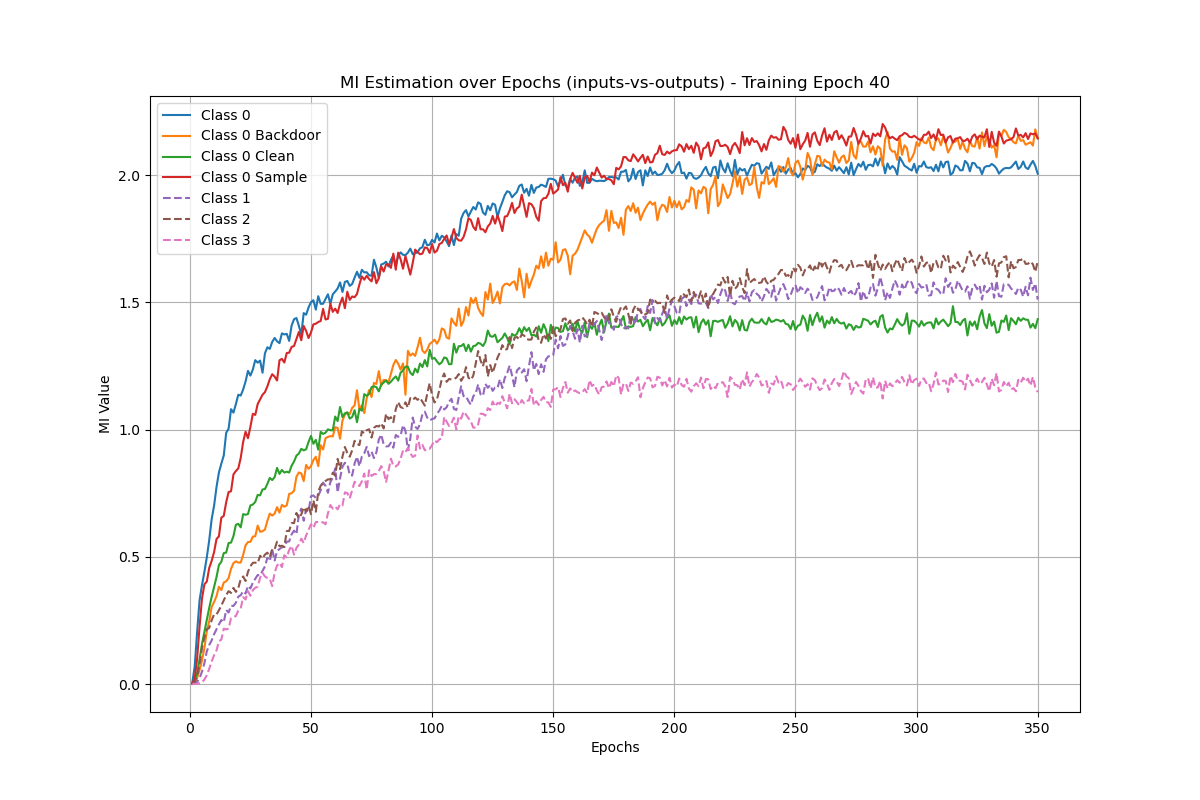 MI Estimation over Epochs (inputs-vs-outputs) - Training Epoch 40
Class 0
Class 0 Backdoor
Class 0 Clean
Class 0 Sample
Class 1
Class 2
Class 3
MI Value
2.0
1.5
1.0
0.5
0.0
0 50 100 150 200 250 300 350
Epochs